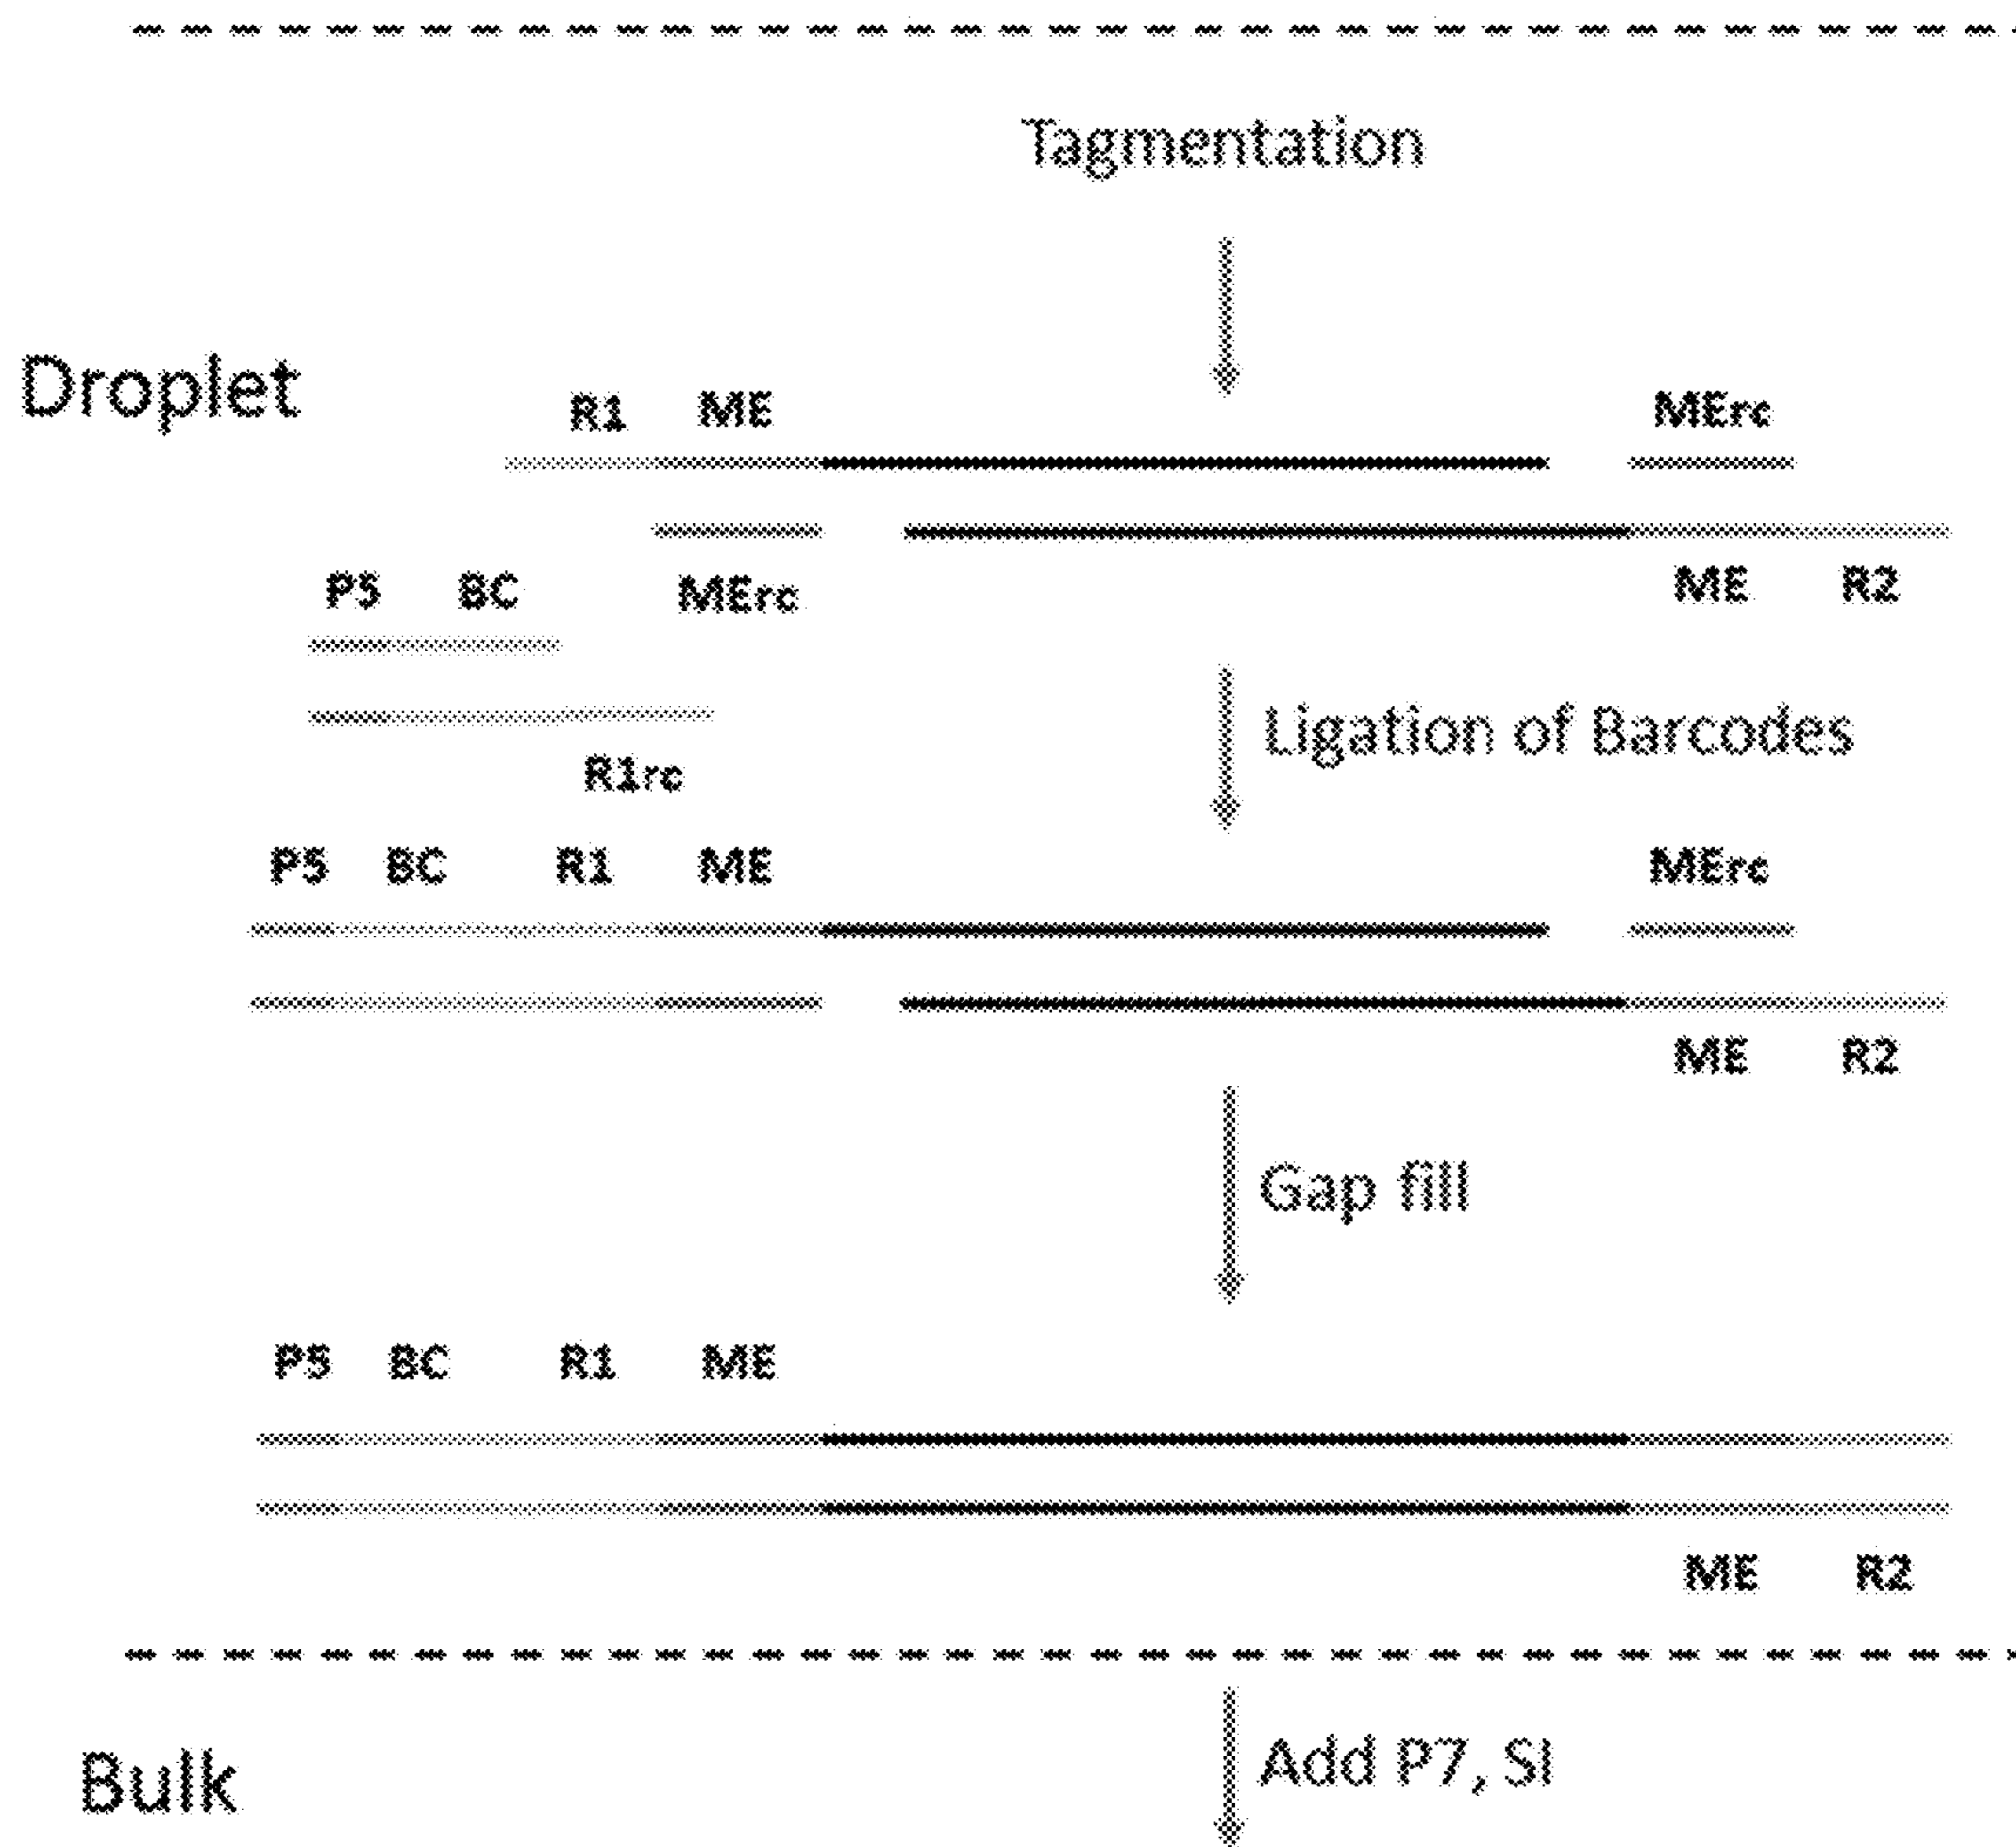 Tagmentation
Droplet
R1 ME MErc
P5 BC MErc ME R2
Ligation of Barcodes
R1rc
P5 BC R1 ME MErc
ME R2
Gap fill
P5 BC R1 ME
ME R2
Bulk
Add P7, SI